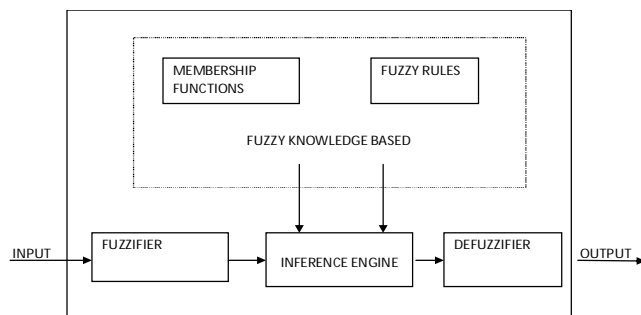 MEMBERSHIP
FUNCTIONS
FUZZY RULES
FUZZY KNOWLEDGE BASED
INPUT
FUZZIFIER
INFERENCE ENGINE
DEFUZZIFIER
OUTPUT